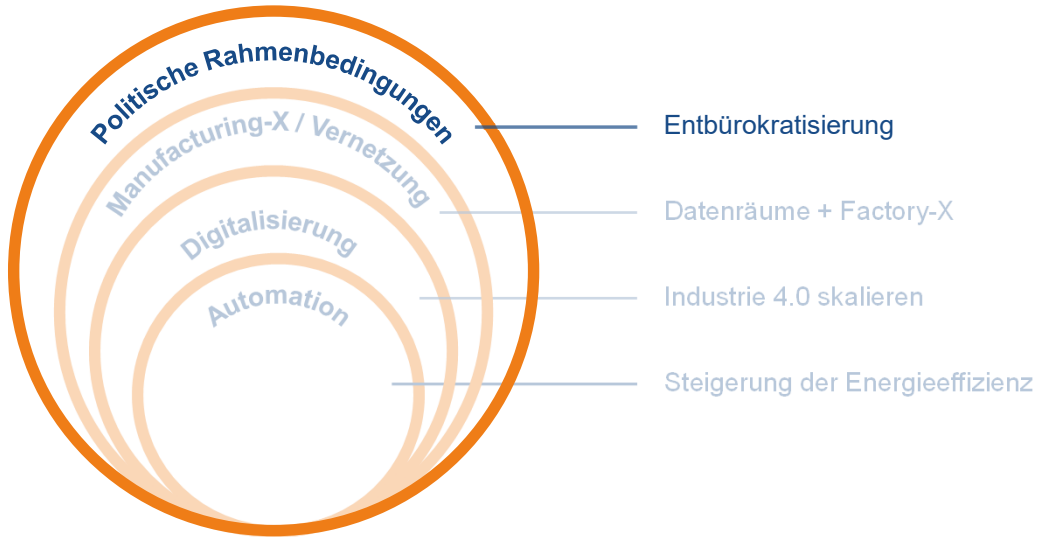 Politische Rahmenbedingungen
Entbürokratisierung
Manufacturing-X / Vernetzung
Datenräume + Factory-X
Digitalisierung
Industrie 4.0 skalieren
Automation
Steigerung der Energieeffizienz